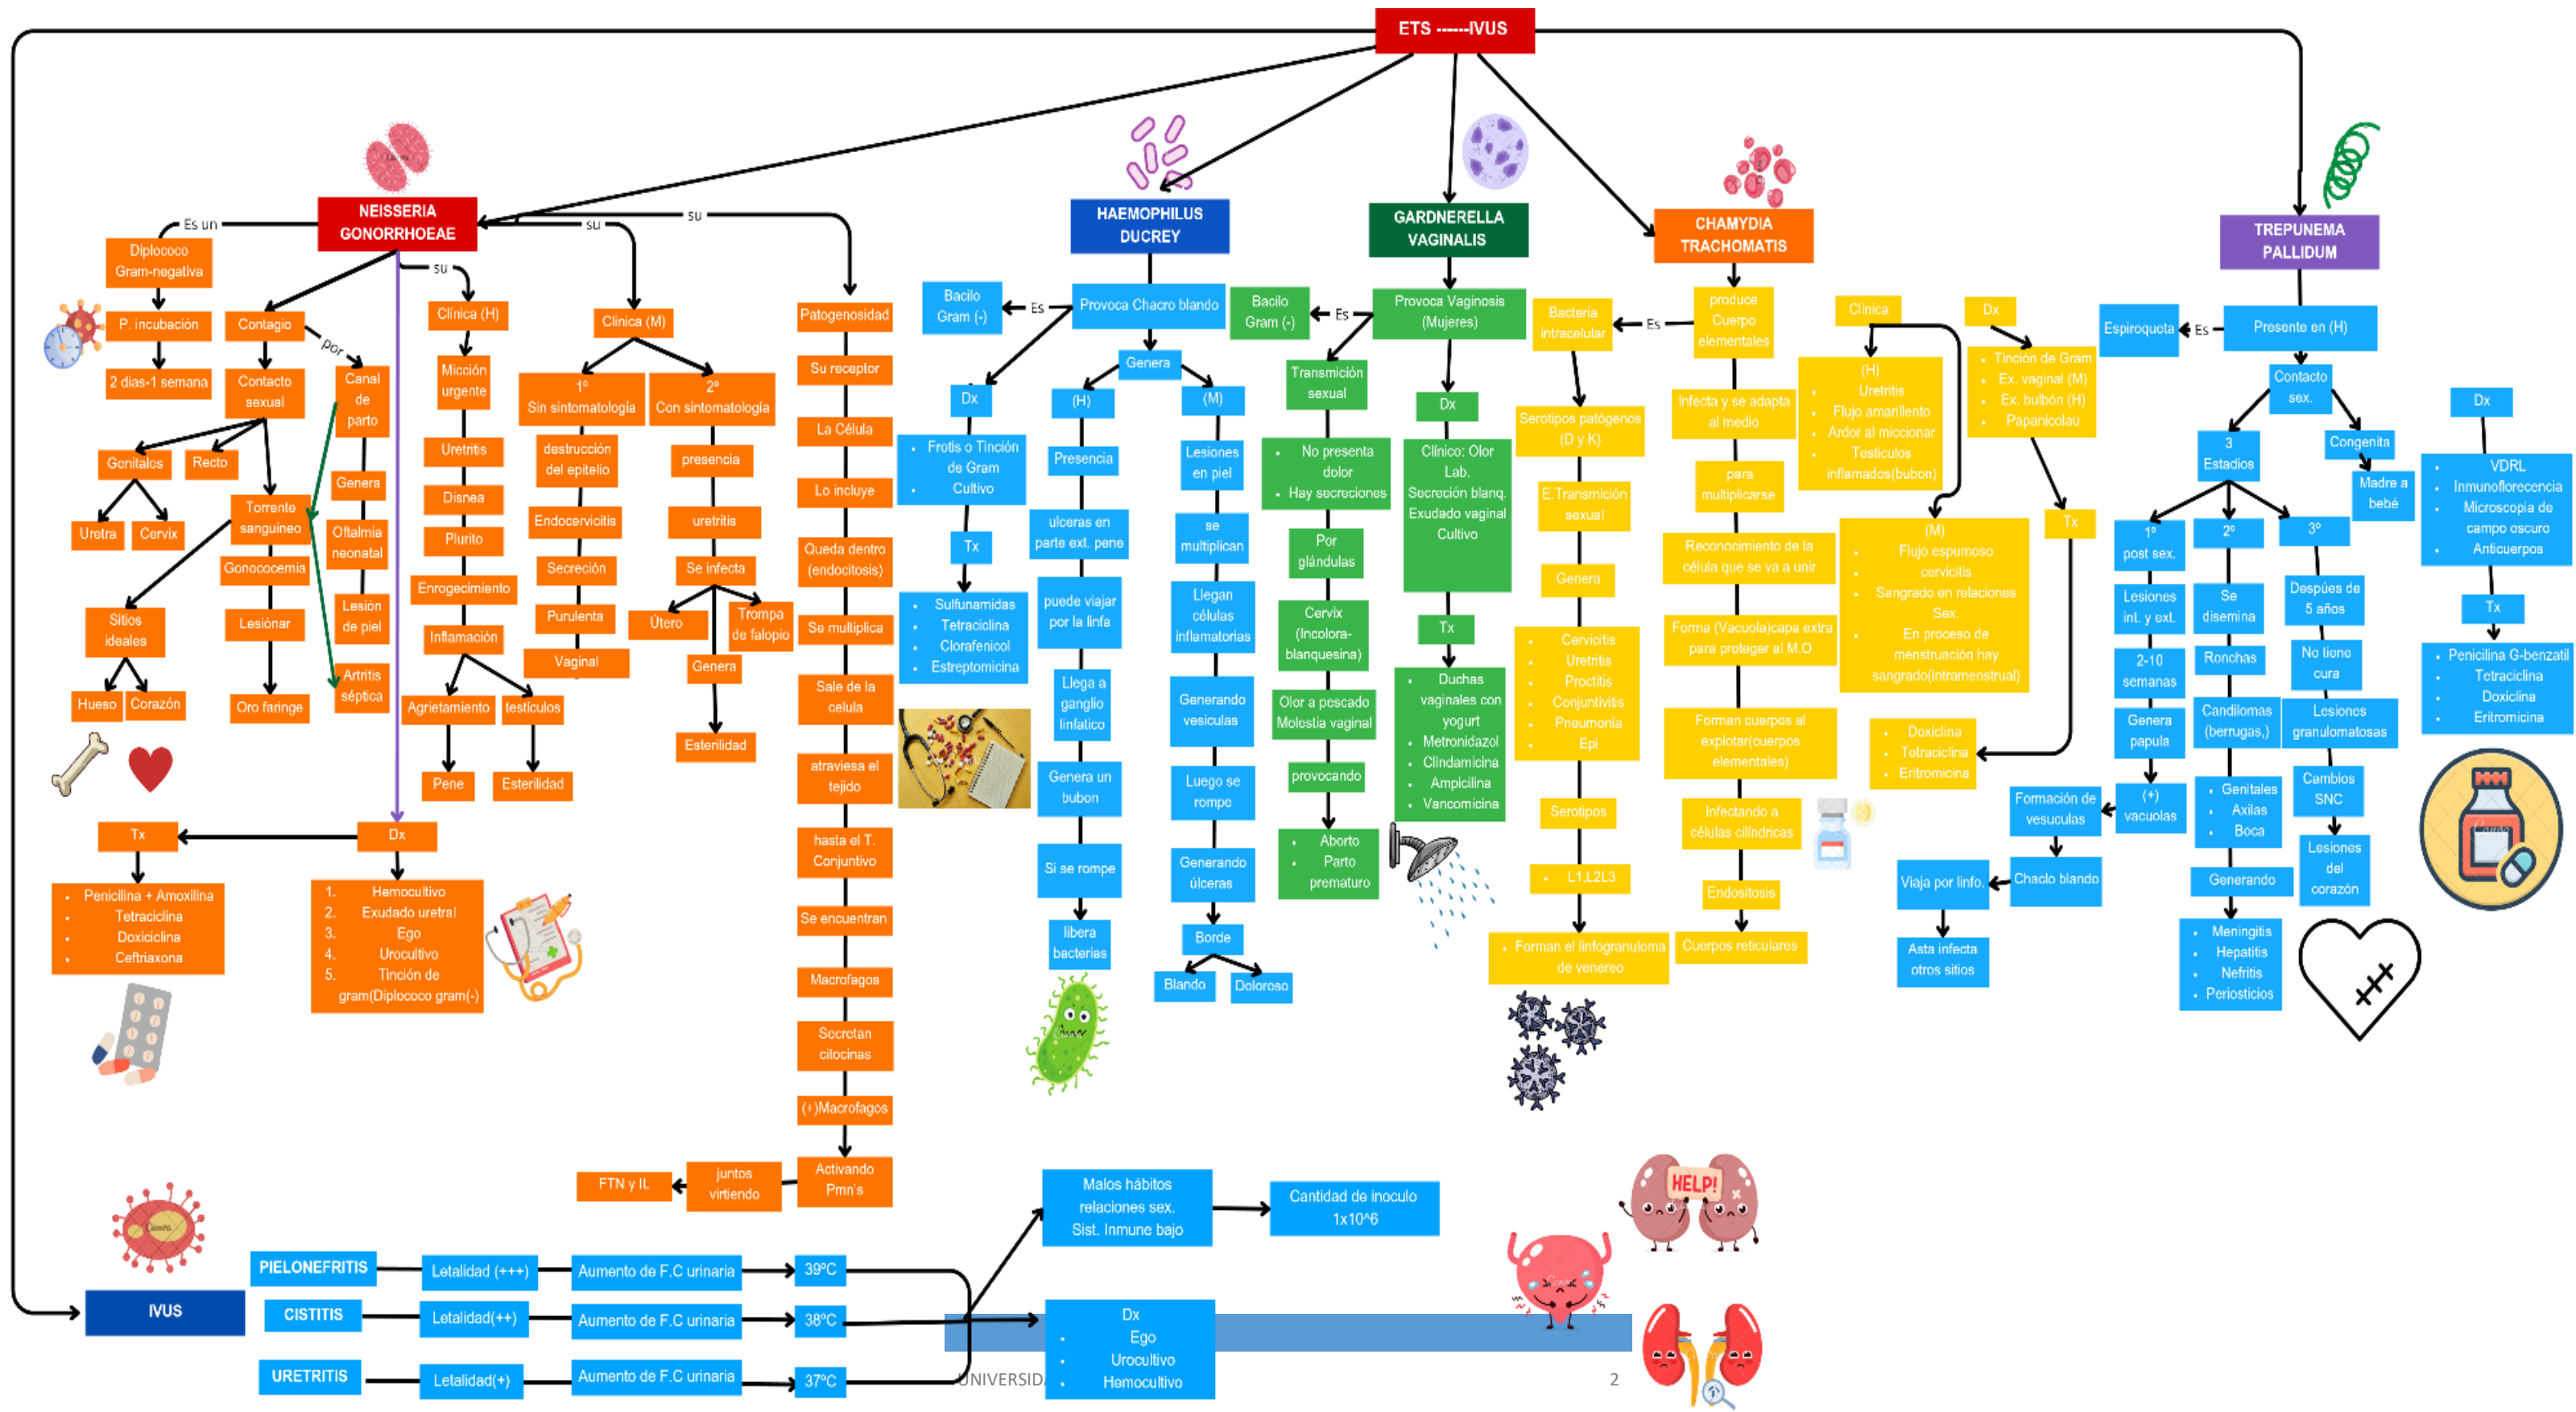 ETS ------IVUS
NEISSERIA
GONORRHOEAE
Es un
Diplococo
Gram-negativa
P. incubación
2 dias-1 semana
Contagio
por
Contacto
sexual
Genitales
Recto
Uretra
Cervix
Torrente
sanguineo
Gonococemia
Lesiónar
Oro faringe
Sitios
ideales
Hueso
Corazón
Canal
de
parto
Genera
Oftalmia
neonatal
Lesión
de piel
Artritis
séptica
su
Clínica (H)
Micción
urgente
Uretritis
Disnea
Plurito
Enrogecimiento
Inflamación
Agrietamiento
testículos
Pene
Esterilidad
su
Clínica (M)
1º
Sin sintomatología
destrucción
del epitelio
Endocervicitis
Secreción
Purulenta
Vaginal
2º
Con sintomatología
presencia
uretritis
Se infecta
Útero
Trompa
de falopio
Genera
Esterilidad
su
Patogenosidad
Su receptor
La Célula
Lo incluye
Queda dentro
(endocitosis)
Se multiplica
Sale de la
celula
atraviesa el
tejido
hasta el T.
Conjuntivo
Se encuentran
Macrofagos
Secretan
citocinas
(+)Macrofagos
Activando
Pmn's
juntos
virtiendo
FTN y IL
Dx
1. Hemocultivo
2. Exudado uretral
3. Ego
4. Urocultivo
5. Tinción de
gram(Diplococo gram(-)
Tx
Penicilina + Amoxilina
Tetraciclina
Doxiciclina
Ceftriaxona
HAEMOPHILUS
DUCREY
Provoca Chacro blando
Es
Bacilo
Gram (-)
Dx
Frotis o Tinción
de Gram
Cultivo
Tx
Sulfunamidas
Tetraciclina
Clorafenicol
Estreptomicina
Genera
(H)
Presencia
ulceras en
parte ext. pene
puede viajar
por la linfa
Llega a
ganglio
linfatico
Genera un
bubon
Si se rompe
libera
bacterias
(M)
Lesiones
en piel
se
multiplican
Llegan
células
inflamatorias
Generando
vesiculas
Luego se
rompe
Generando
úlceras
Borde
Blando
Doloroso
GARDNERELLA
VAGINALIS
Provoca Vaginosis
(Mujeres)
Es
Bacilo
Gram (-)
Transmición
sexual
No presenta
dolor
Hay secreciones
Por
glándulas
Cervix
(Incolora-
blanquesina)
Olor a pescado
Molestia vaginal
provocando
Aborto
Parto
prematuro
Dx
Clínico: Olor
Lab.
Secreción blanq.
Exudado vaginal
Cultivo
Tx
Duchas
vaginales con
yogurt
Metronidazol
Clindamicina
Ampicilina
Vancomicina
CHAMYDIA
TRACHOMATIS
produce
Cuerpo
elementales
Es
Bacteria
intracelular
Serotipos patógenos
(D y K)
E.Transmición
sexual
Genera
Cervicitis
Uretritis
Proctitis
Conjuntivitis
Pneumonía
Epi
Serotipos
L1,L2L3
Forman el linfogranuloma
de venereo
Infecta y se adapta
al medio
para
multiplicarse
Reconocimiento de la
célula que se va a unir
Forma (Vacuola)capa extra
para proteger al M.O
Forman cuerpos al
explotar(cuerpos
elementales)
Infectando a
células cilíndricas
Endositosis
Cuerpos reticulares
Clínica
(H)
Uretritis
Flujo amarillento
Ardor al miccionar
Testiculos
inflamados(bubon)
(M)
Flujo espumoso
cervicitis
Sangrado en relaciones
Sex.
En proceso de
menstruación hay
sangrado(intramenstrual)
Dx
Tinción de Gram
Ex. vaginal (M)
Ex. bulbón (H)
Papanicolau
Tx
Doxiclina
Tetraciclina
Eritromicina
TREPUNEMA
PALLIDUM
Presente en (H)
Es
Espiroqueta
Contacto
sex.
3
Estadios
Congenita
Madre a
bebé
1º
post sex.
Lesiones
int. y ext.
2-10
semanas
Genera
papula
(+)
vacuolas
Formación de
vesuculas
Chaclo blando
Viaja por linfo.
Asta infecta
otros sitios
2º
Se
disemina
Ronchas
Candilomas
(berrugas,)
Genitales
Axilas
Boca
Generando
Meningitis
Hepatitis
Nefritis
Periosticios
3º
Despúes de
5 años
No tiene
cura
Lesiones
granulomatosas
Cambios
SNC
Lesiones
del
corazón
Dx
VDRL
Inmunoflorecencia
Microscopia de
campo oscuro
Anticuerpos
Tx
Penicilina G-benzatil
Tetraciclina
Doxiclina
Eritromicina
IVUS
PIELONEFRITIS
Letalidad (+++)
Aumento de F.C urinaria
39ºC
CISTITIS
Letalidad(++)
Aumento de F.C urinaria
38ºC
URETRITIS
Letalidad(+)
Aumento de F.C urinaria
37ºC
Malos hábitos
relaciones sex.
Sist. Inmune bajo
Cantidad de inoculo
1x10^6
Dx
Ego
Urocultivo
Hemocultivo
HELP!
UNIVERSID
2